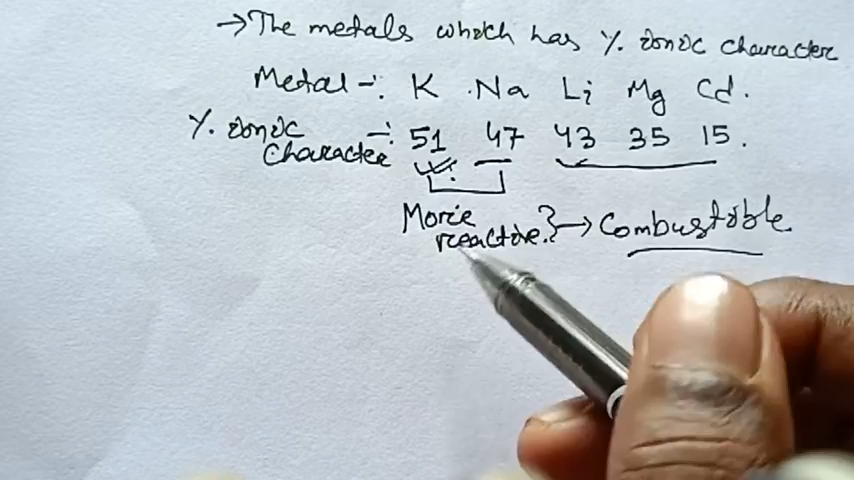 → The metals which has % ionic character
Metal -: K Na Li Mg Cd.
% ionic character -: 51 47 43 35 15.
More reactive. } → Combustible